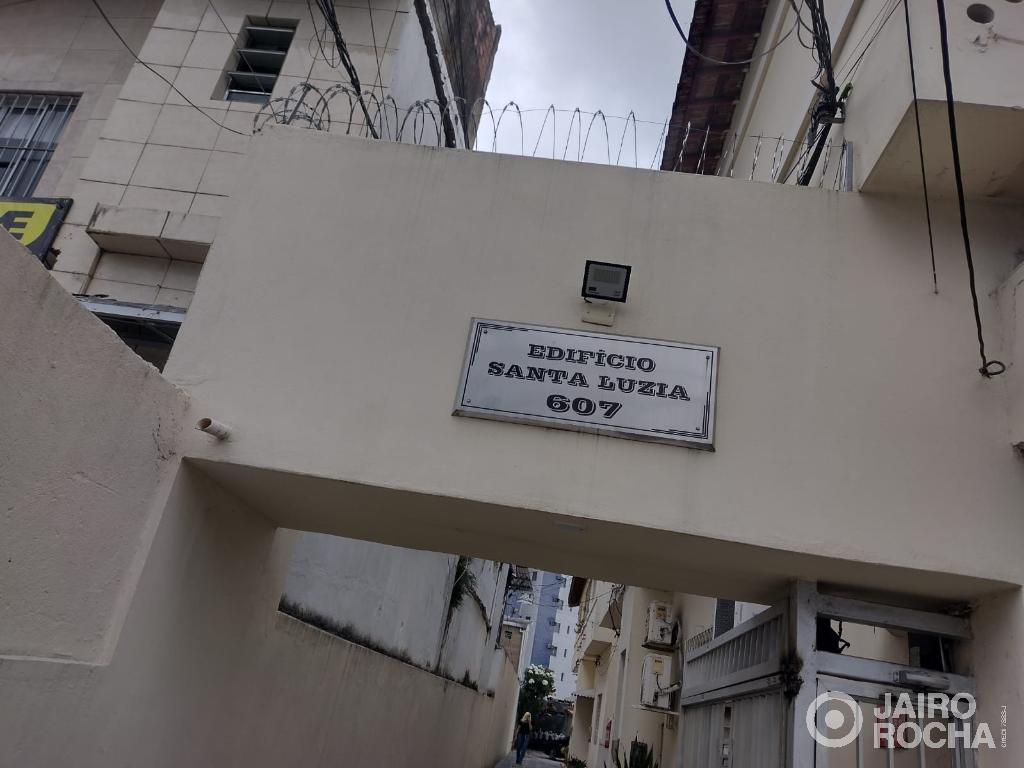 EDIFÍCIO
SANTA LUZIA
607
E
JAIRO
ROCHA